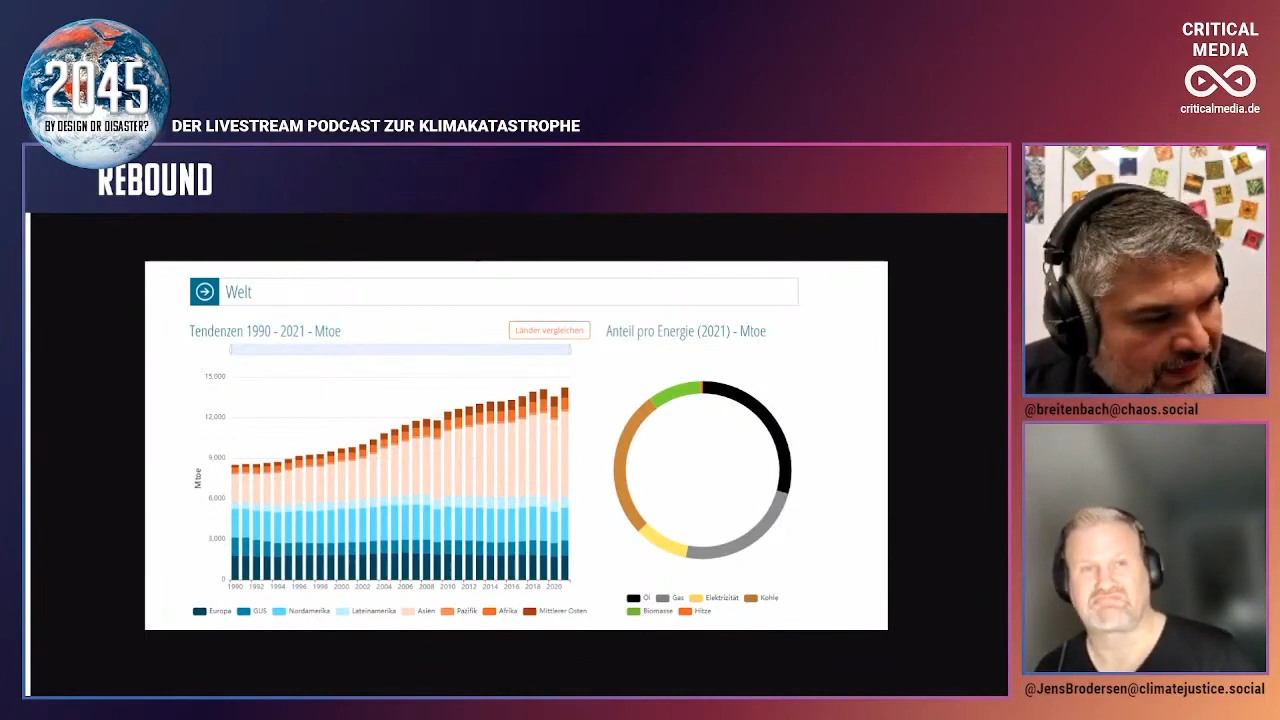 2045
BY DESIGN OR DISASTER?
DER LIVESTREAM PODCAST ZUR KLIMAKATASTROPHE
CRITICAL
MEDIA
criticalmedia.de
REBOUND
Welt
Tendenzen 1990 - 2021 - Mtoe
Länder vergleichen
Anteil pro Energie (2021) - Mtoe
15,000
12,000
9,000
6,000
3,000
0
Mtoe
1990 1992 1994 1996 1998 2000 2002 2004 2006 2008 2010 2012 2014 2016 2018 2020
Europa GUS Nordamerika Lateinamerika Asien Pazifik Afrika Mittlerer Osten
Öl Gas Elektrizität Kohle
Biomasse Hitze
@breitenbach@chaos.social
@JensBrodersen@climatejustice.social